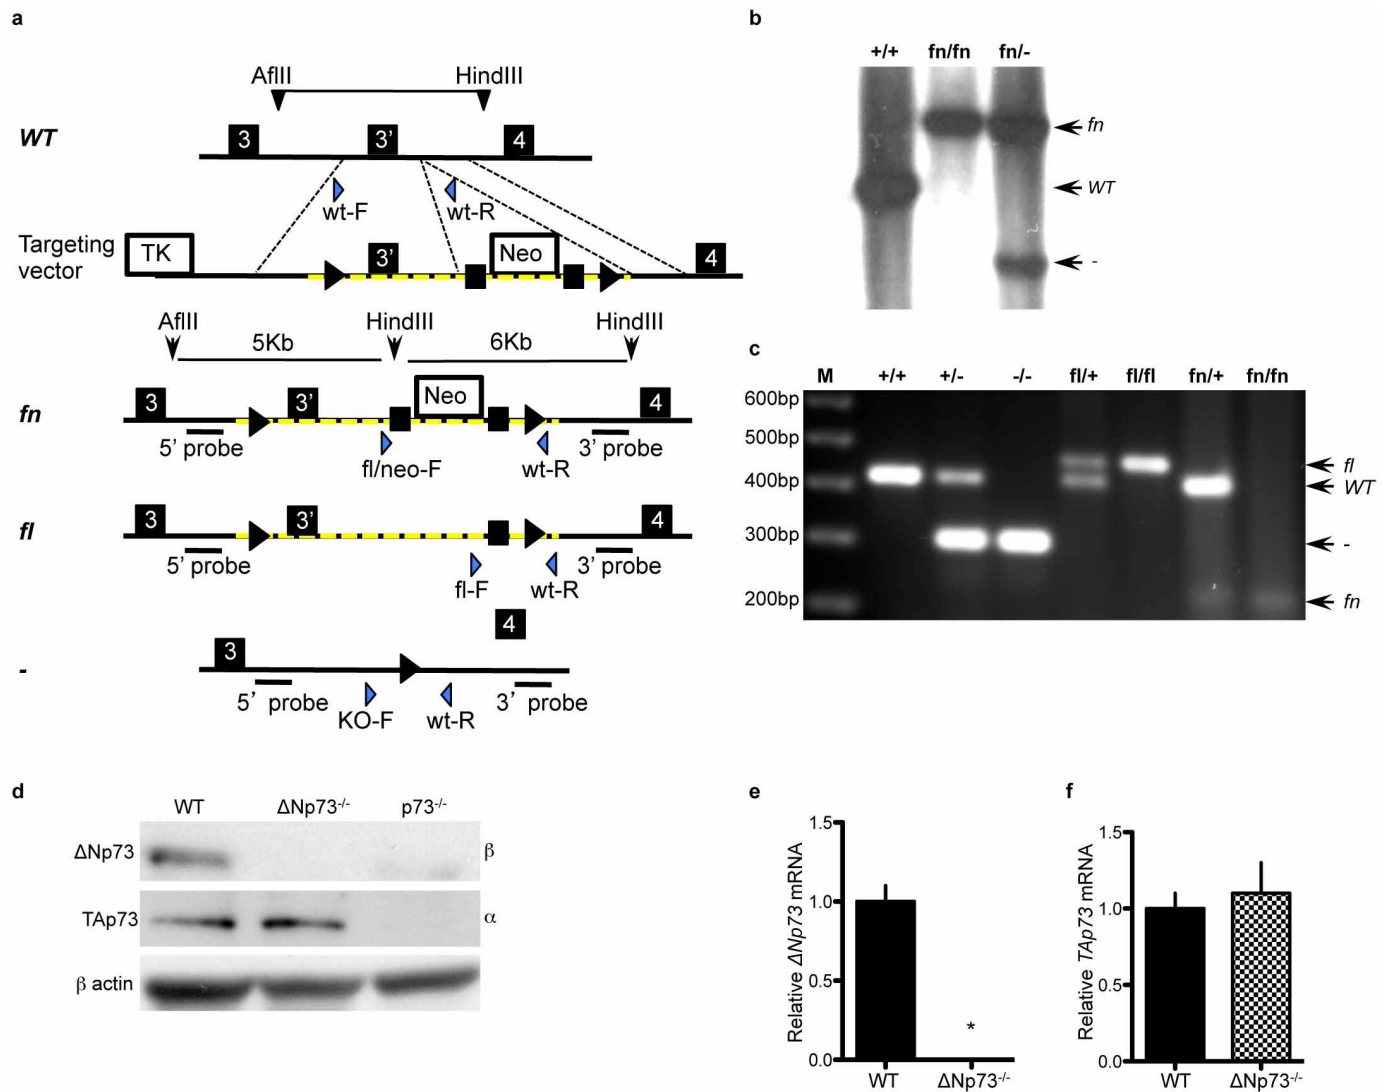 a
AflII HindIII
WT 3 3' 4
wt-F wt-R
Targeting vector TK 3' Neo 4
AflII HindIII HindIII
5Kb 6Kb
fn 3 3' Neo 4
5' probe fl/neo-F wt-R 3' probe
fl 3 3' 4
5' probe fl-F wt-R 3' probe
- 3 4
5' probe KO-F wt-R 3' probe
b
+/+ fn/fn fn/-
fn
WT
-
c
M +/+ +/- -/- fl/+ fl/fl fn/+ fn/fn
600bp
500bp
400bp
300bp
200bp
fl
WT
-
fn
d
WT ΔNp73-/- p73-/-
ΔNp73 β
TAp73 α
β actin
e
Relative ΔNp73 mRNA
1.5
1.0
0.5
0.0
*
WT ΔNp73-/-
f
Relative TAp73 mRNA
1.5
1.0
0.5
0.0
WT ΔNp73-/-